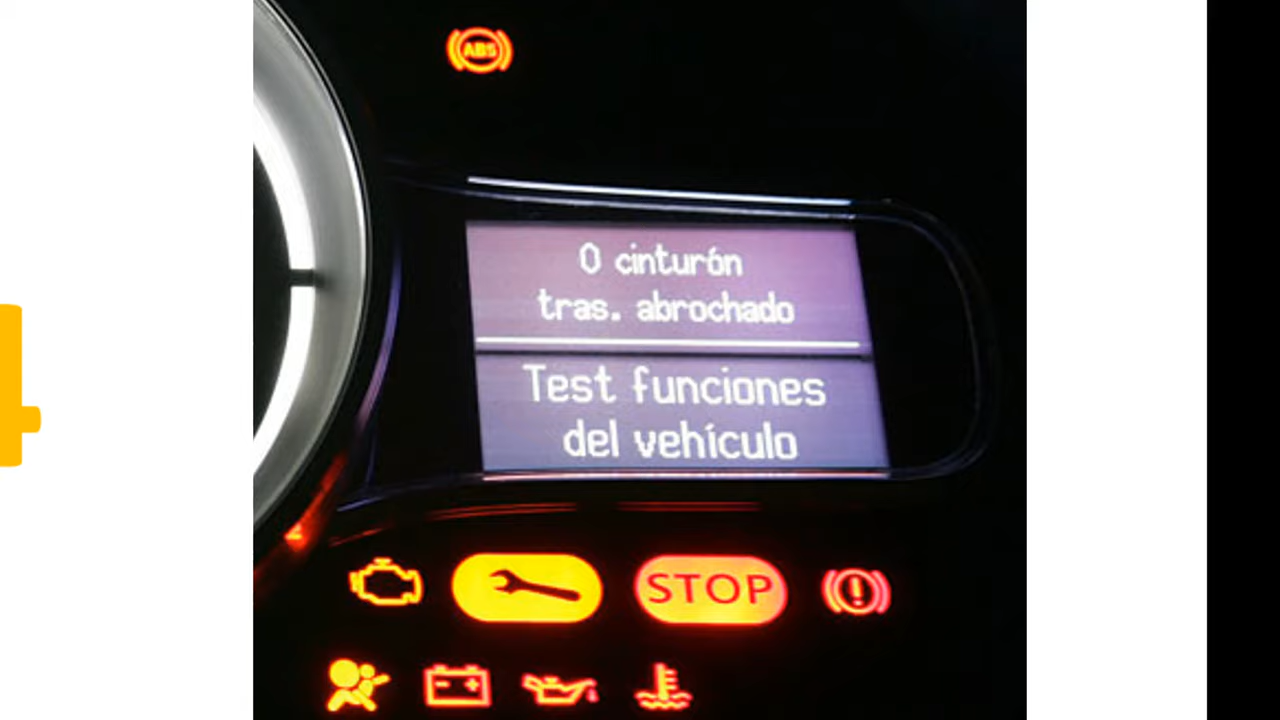 ABS
0 cinturón
tras. abrochado
Test funciones
del vehículo
STOP